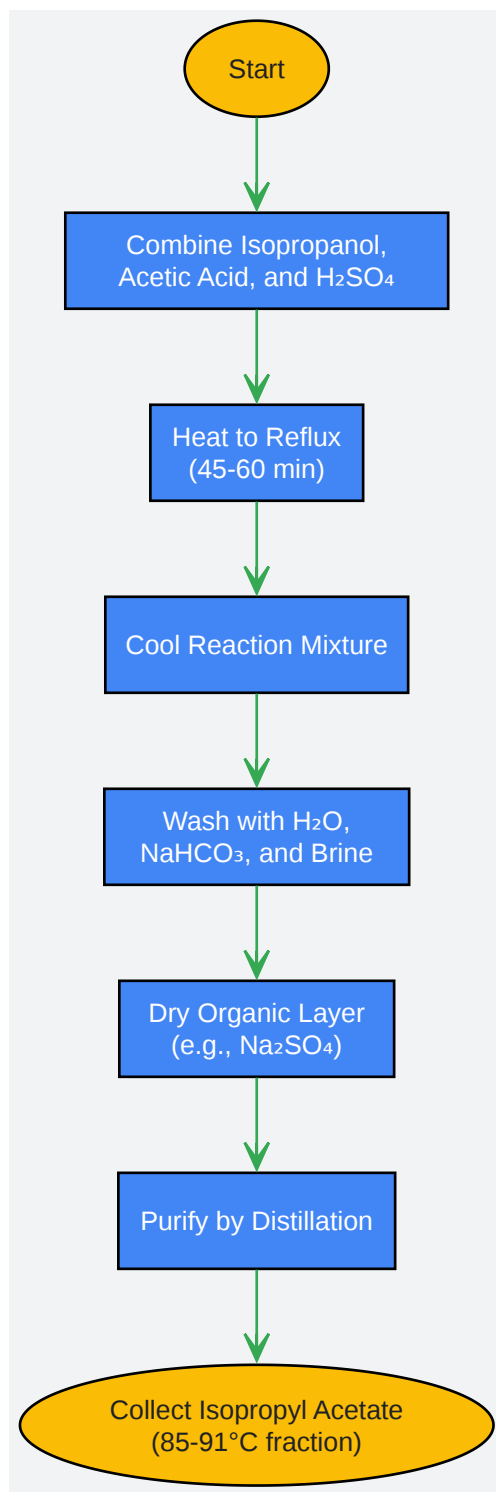 Start
Combine Isopropanol,
Acetic Acid, and H₂SO₄
Heat to Reflux
(45-60 min)
Cool Reaction Mixture
Wash with H₂O,
NaHCO₃, and Brine
Dry Organic Layer
(e.g., Na₂SO₄)
Purify by Distillation
Collect Isopropyl Acetate
(85-91°C fraction)